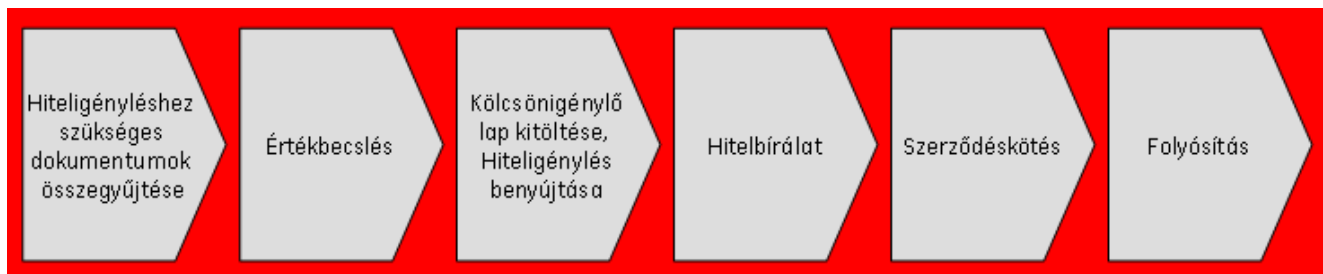 Hiteligényléshez
szükséges
dokumentumok
összegyűjtése
Értékbecslés
Kölcsönigénylő
lap kitöltése,
Hiteligénylés
benyújtása
Hitelbírálat
Szerződéskötés
Folyósítás